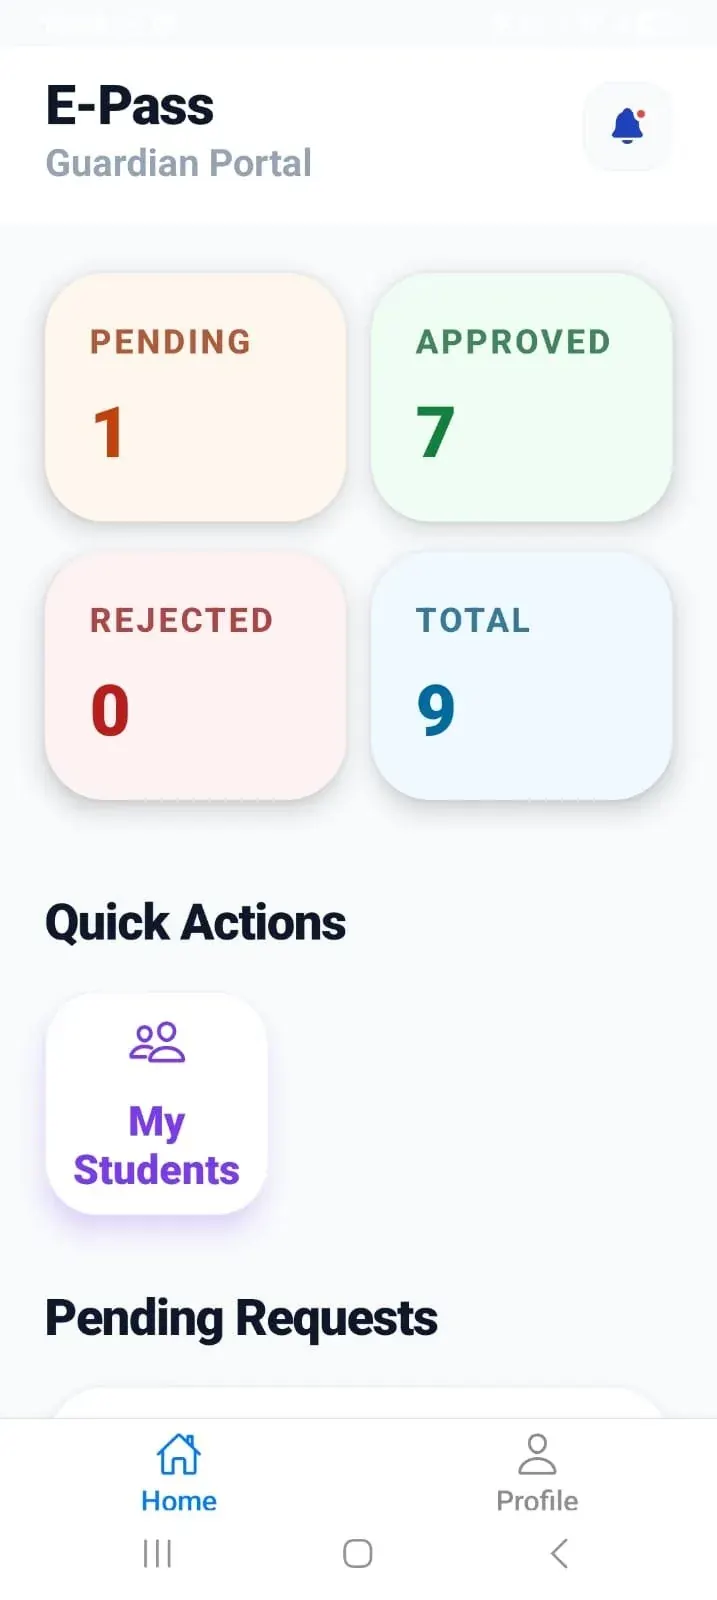 E-Pass
Guardian Portal
PENDING
1
APPROVED
7
REJECTED
0
TOTAL
9
Quick Actions
My
Students
Pending Requests
Home
Profile